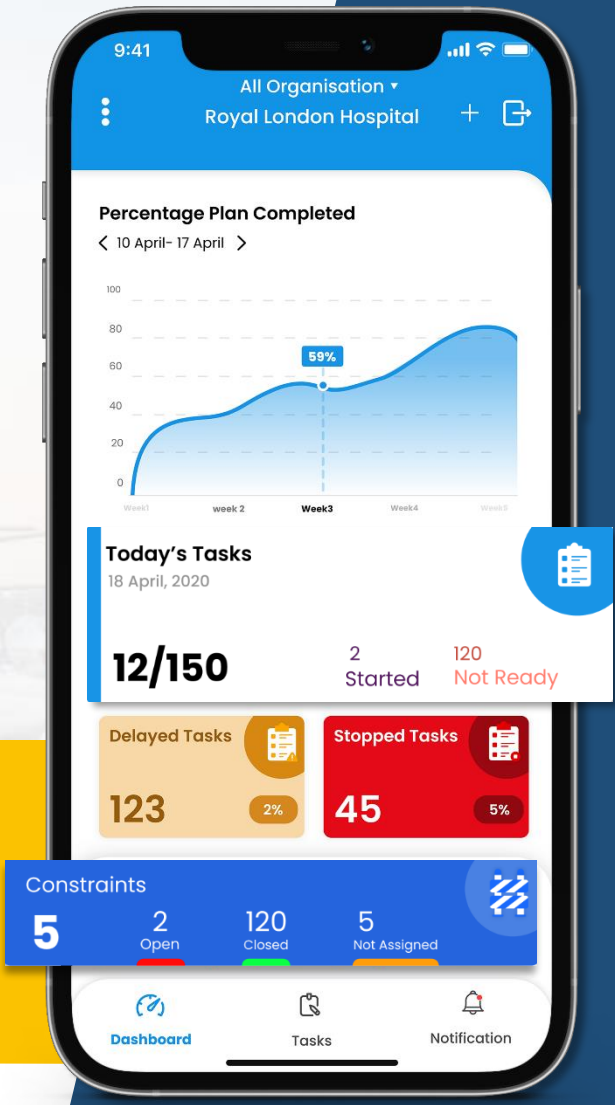 9:41
All Organisation ▾
Royal London Hospital
Percentage Plan Completed
10 April- 17 April
100
80
60
40
20
0
59%
Week1 week 2 Week3 Week4 Week5
Today's Tasks
18 April, 2020
12/150
2
Started
120
Not Ready
Delayed Tasks
123
2%
Stopped Tasks
45
5%
Constraints
5
2
Open
120
Closed
5
Not Assigned
Dashboard Tasks Notification